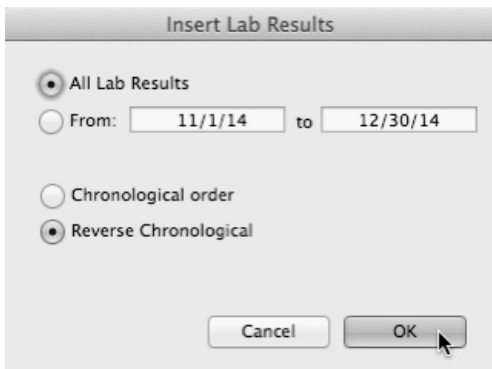 Insert Lab Results
All Lab Results
From: 11/1/14 to 12/30/14
Chronological order
Reverse Chronological
Cancel OK